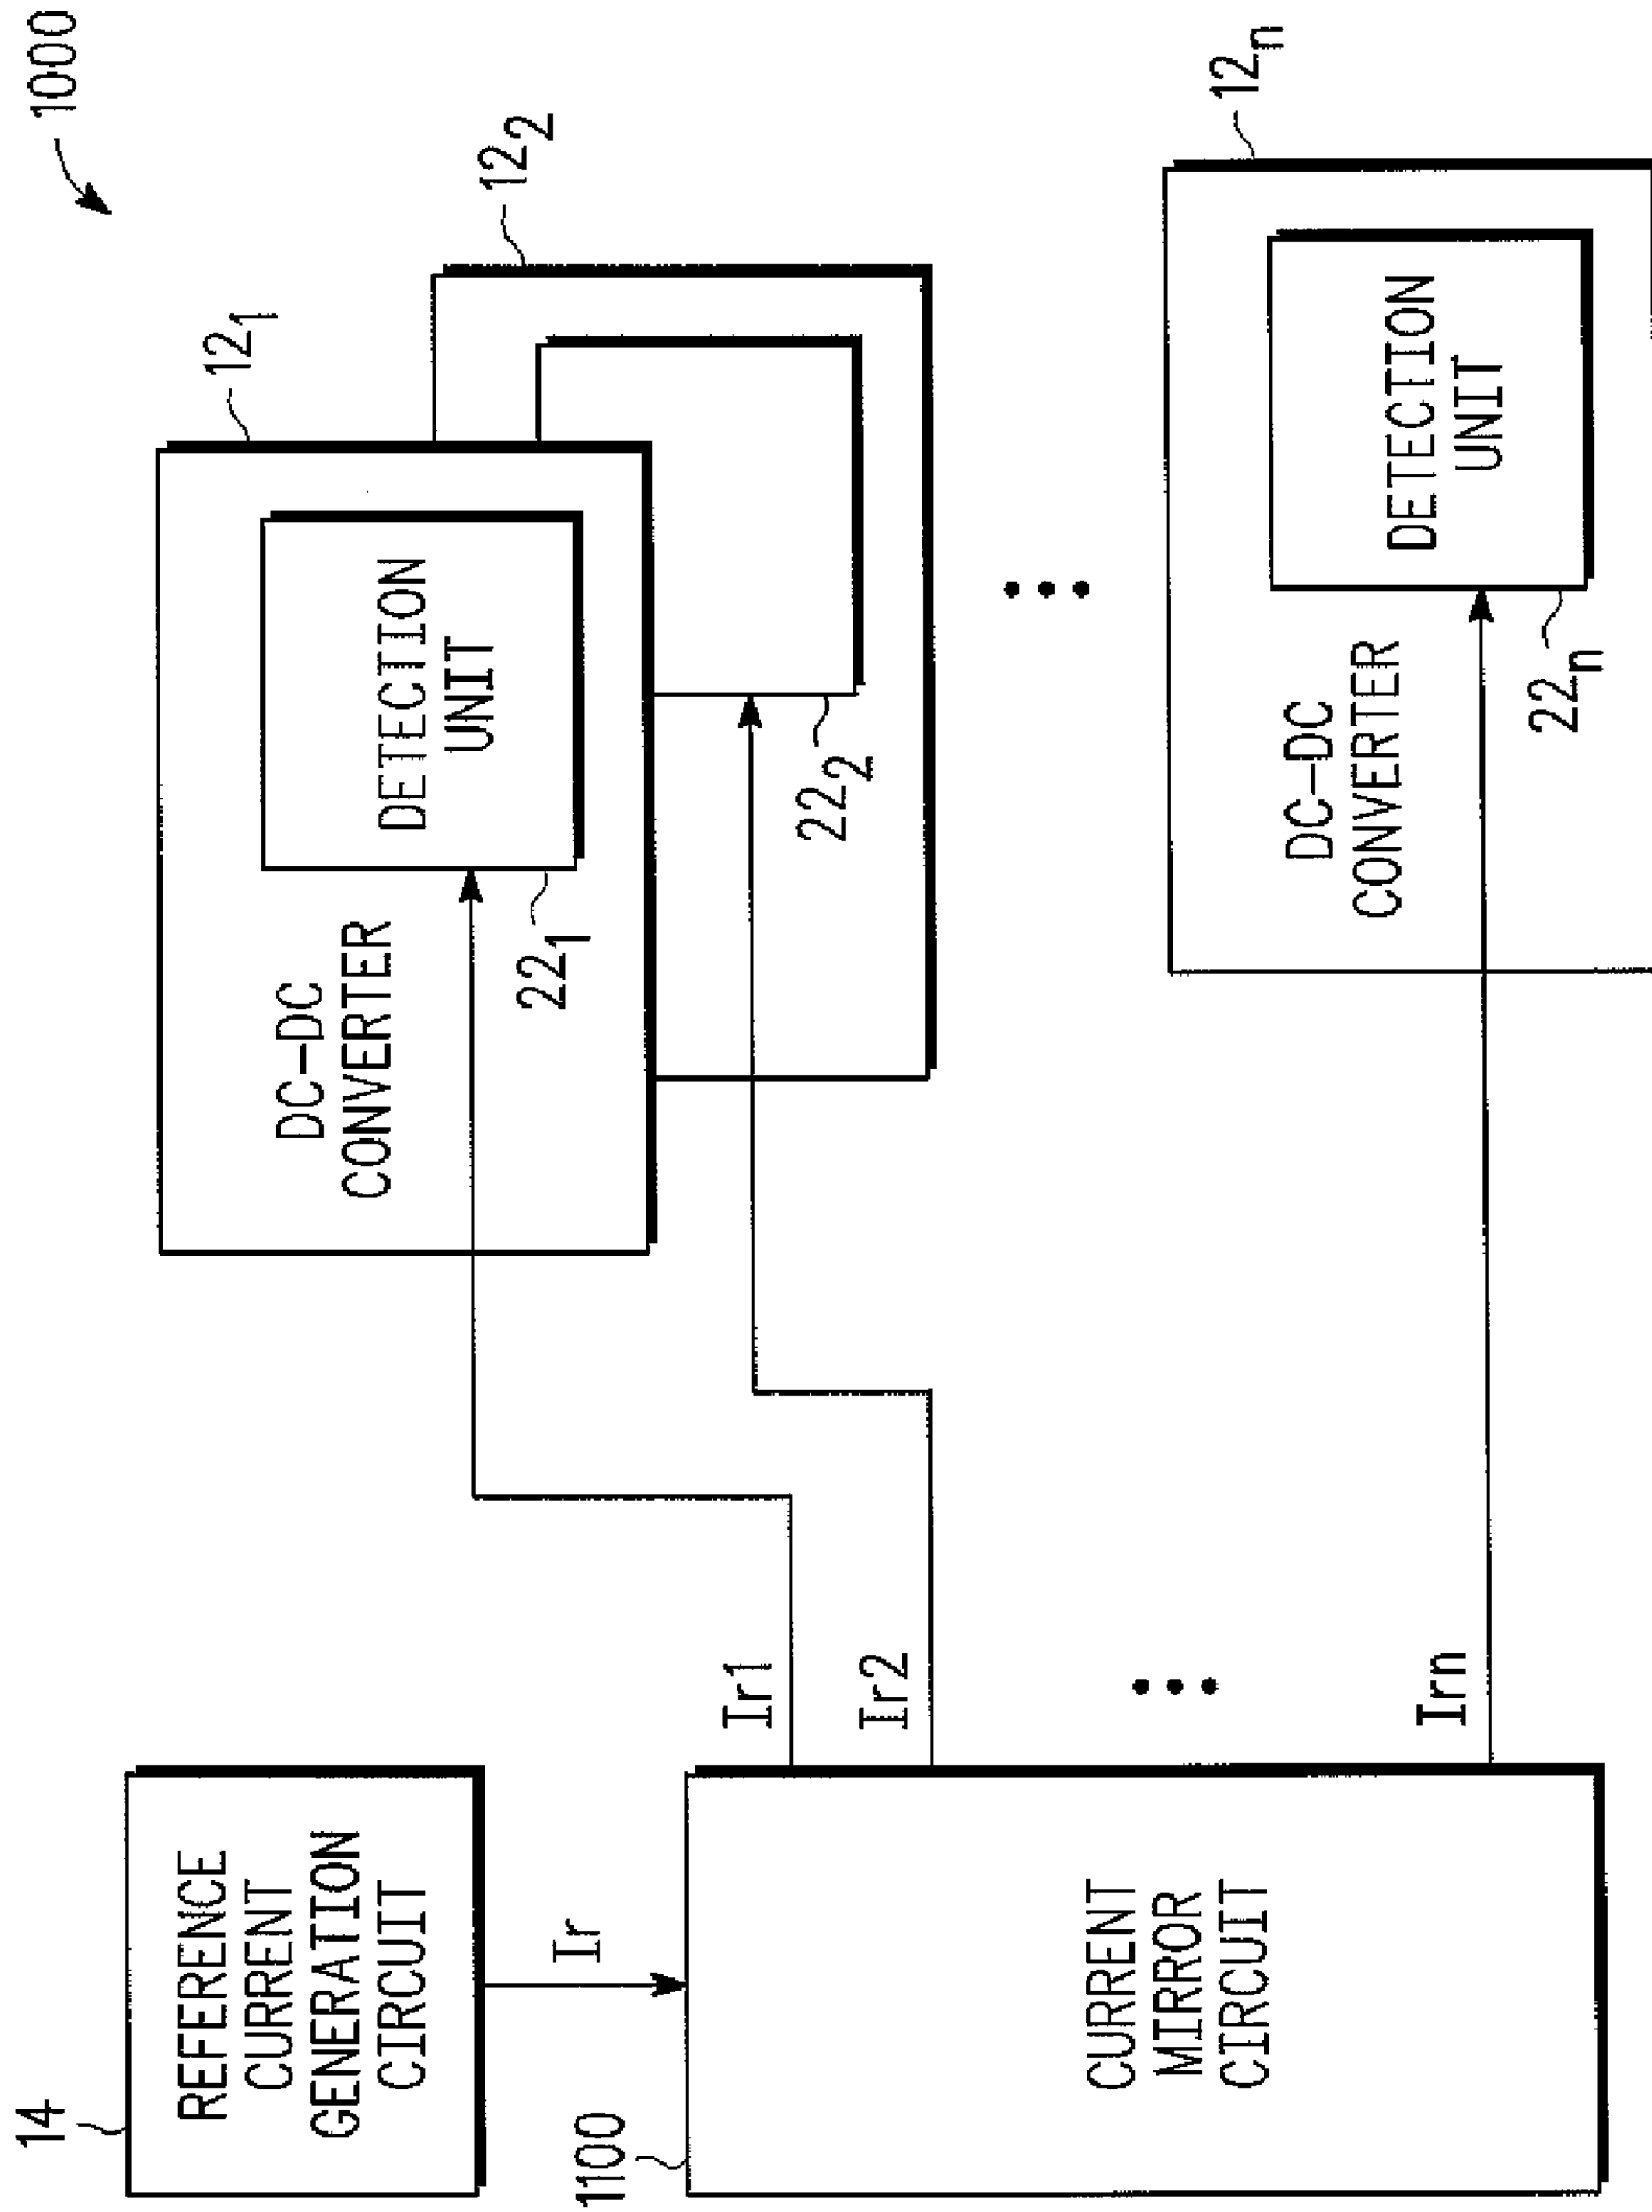 1000
14
REFERENCE
CURRENT
GENERATION
CIRCUIT
Ir
1100
CURRENT
MIRROR
CIRCUIT
Ir1
Ir2
Irn
12₁
DC-DC
CONVERTER
DETECTION
UNIT
22₁
12₂
22₂
12ₙ
DC-DC
CONVERTER
DETECTION
UNIT
22ₙ